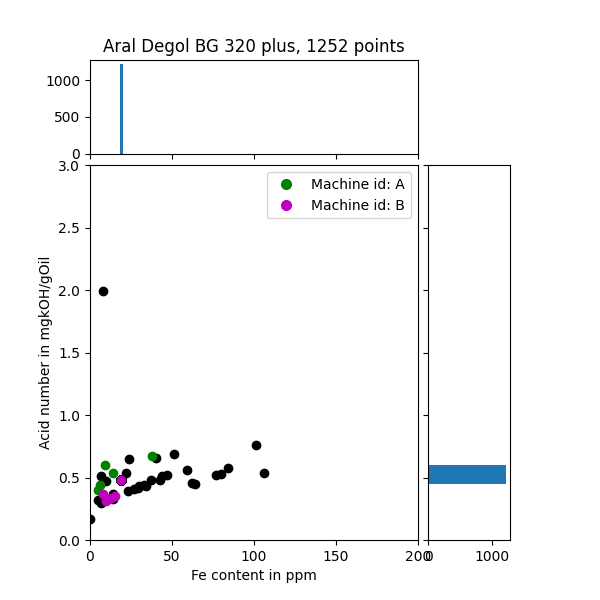 Aral Degol BG 320 plus, 1252 points
1000
500
0
3.0
2.5
2.0
1.5
1.0
0.5
0.0
Acid number in mgkOH/gOil
Machine id: A
Machine id: B
0 50 100 150 200
0 1000
Fe content in ppm